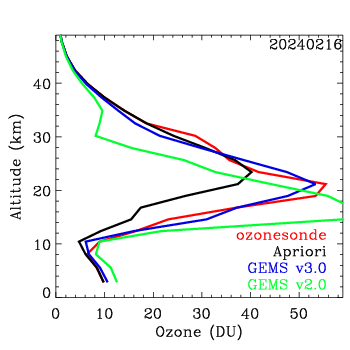 20240216
40
30
20
10
0
Altitude (km)
ozonesonde
Apriori
GEMS v3.0
GEMS v2.0
0 10 20 30 40 50
Ozone (DU)